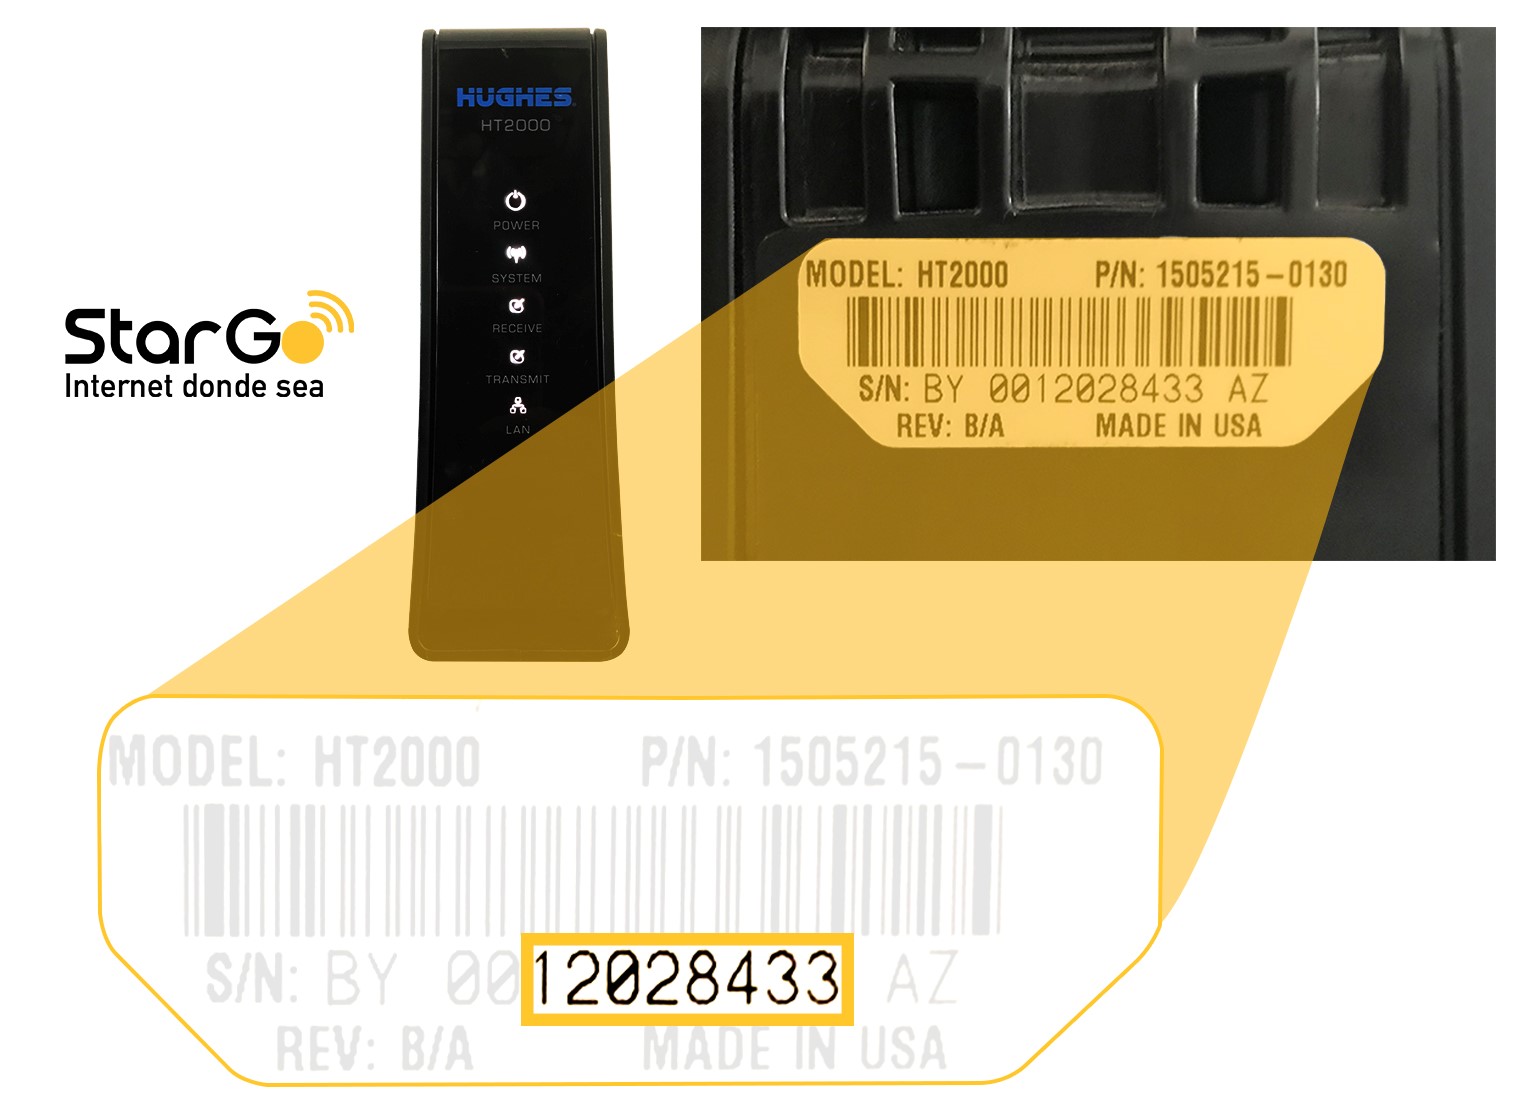 StarGo
Internet donde sea
HUGHES
HT2000
POWER
SYSTEM
RECEIVE
TRANSMIT
LAN
MODEL: HT2000 P/N: 1505215-0130
S/N: BY 0012028433 AZ
REV: B/A MADE IN USA
MODEL: HT2000 P/N: 1505215-0130
S/N: BY 0012028433 AZ
REV: B/A MADE IN USA